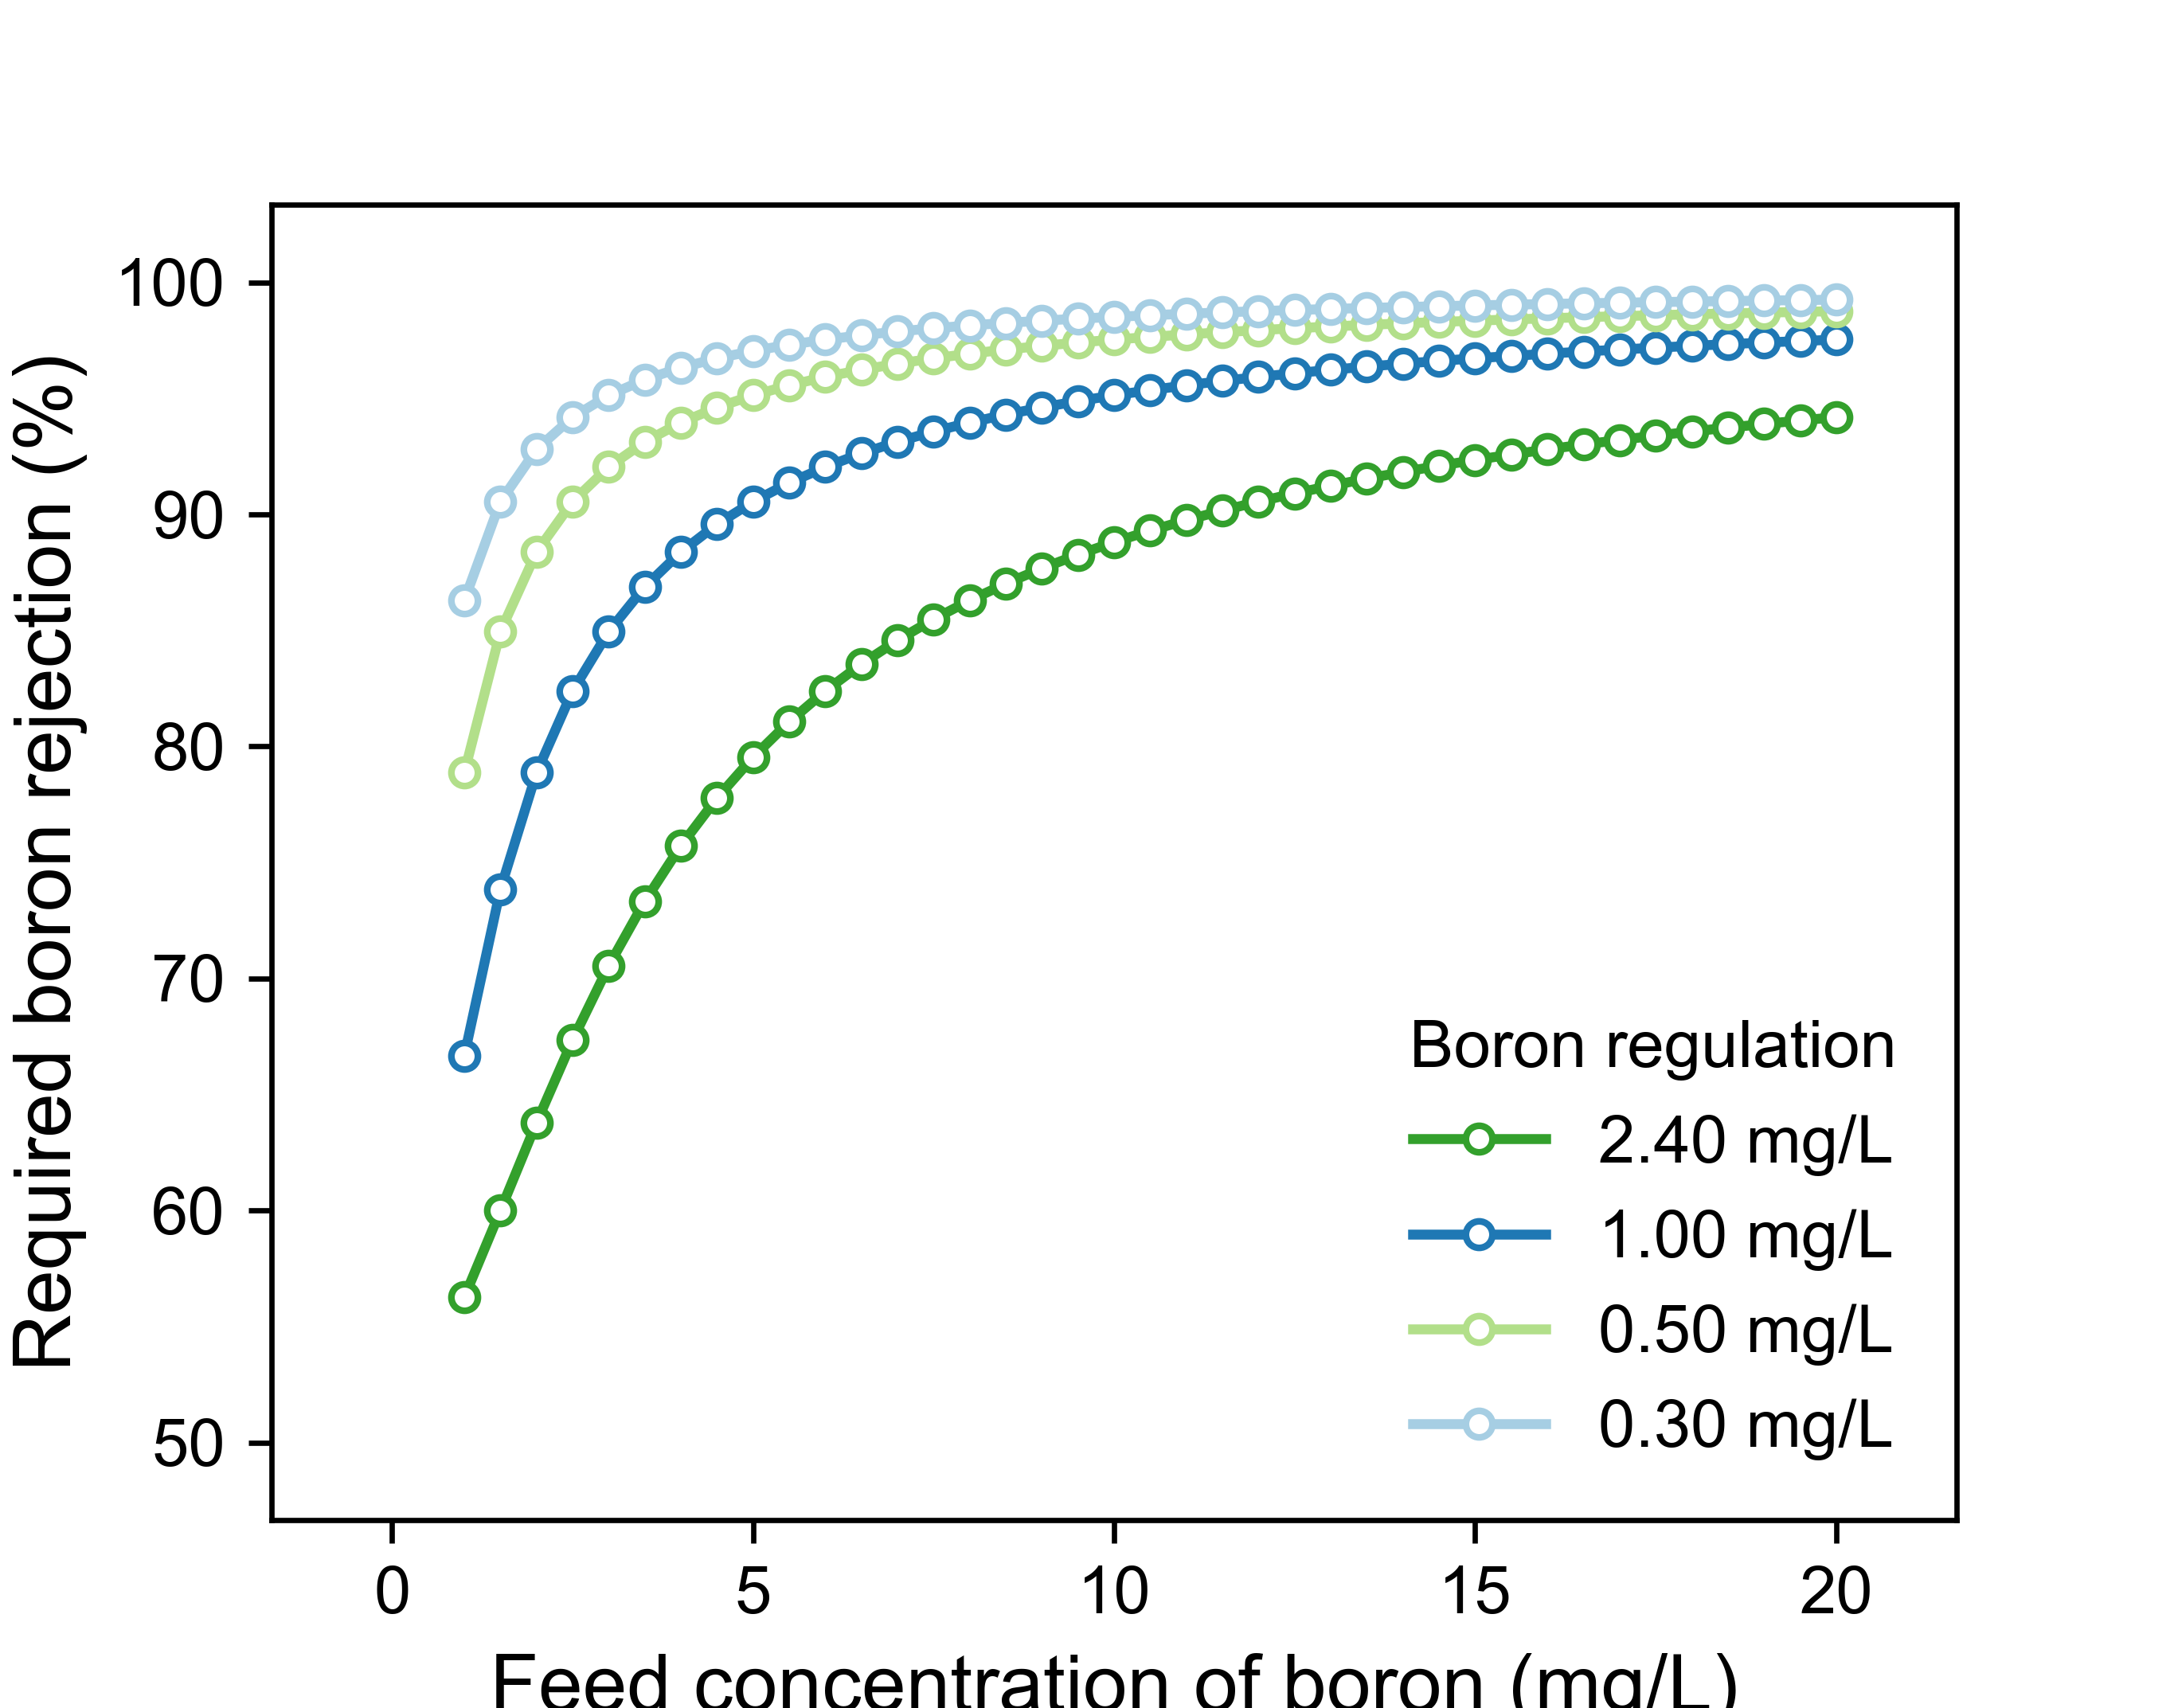 Required boron rejection (%)
100
90
80
70
60
50
Boron regulation
2.40 mg/L
1.00 mg/L
0.50 mg/L
0.30 mg/L
0 5 10 15 20
Feed concentration of boron (mg/L)